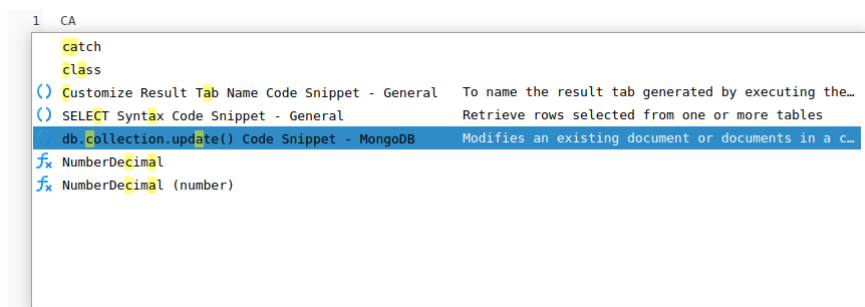 1 CA
catch
class
() Customize Result Tab Name Code Snippet - General To name the result tab generated by executing the…
() SELECT Syntax Code Snippet - General Retrieve rows selected from one or more tables
db.collection.update() Code Snippet - MongoDB Modifies an existing document or documents in a c…
fx NumberDecimal
fx NumberDecimal (number)